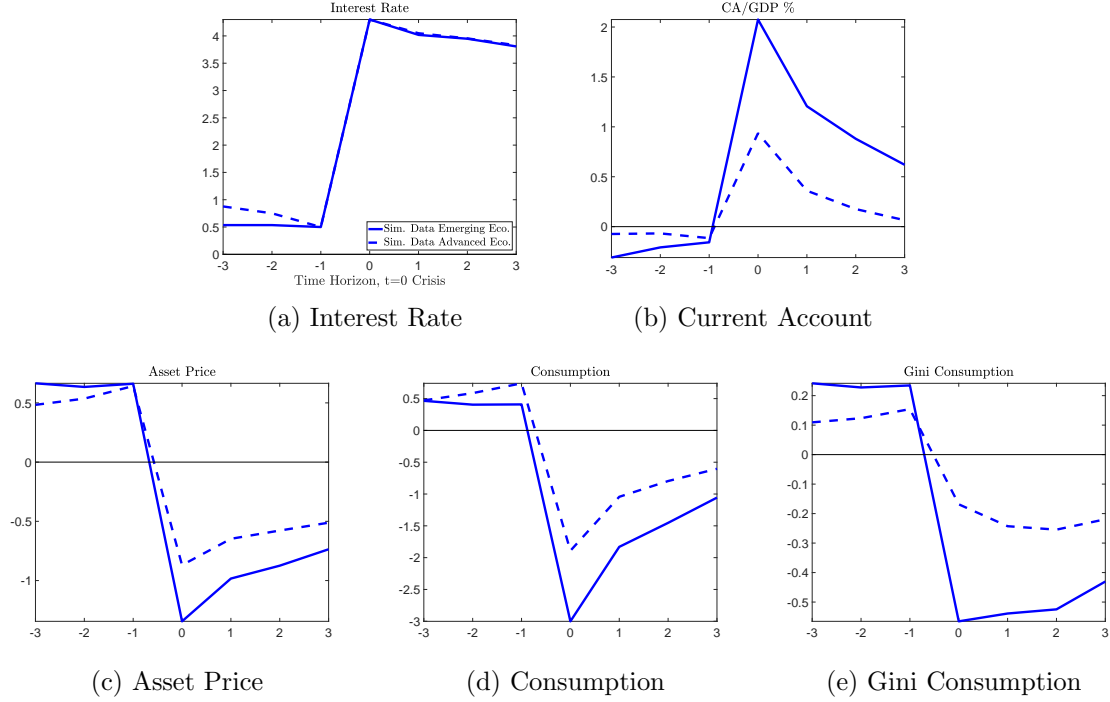 Interest Rate
4
3.5
3
2.5
2
1.5
1
0.5
0
-3 -2 -1 0 1 2 3
Sim. Data Emerging Eco.
Sim. Data Advanced Eco.
Time Horizon, t=0 Crisis
(a) Interest Rate
CA/GDP %
2
1.5
1
0.5
0
-3 -2 -1 0 1 2 3
(b) Current Account
Asset Price
0.5
0
-0.5
-1
-3 -2 -1 0 1 2 3
(c) Asset Price
Consumption
0.5
0
-0.5
-1
-1.5
-2
-2.5
-3
-3 -2 -1 0 1 2 3
(d) Consumption
Gini Consumption
0.2
0.1
0
-0.1
-0.2
-0.3
-0.4
-0.5
-3 -2 -1 0 1 2 3
(e) Gini Consumption